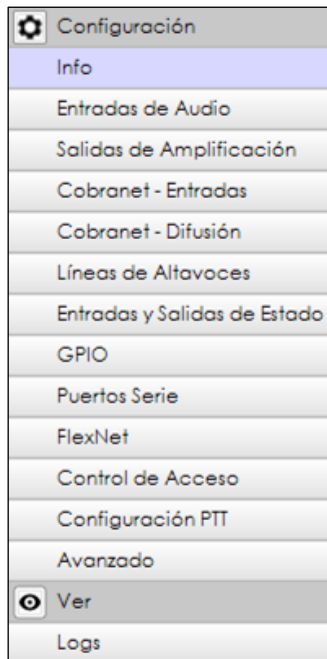 Configuración
Info
Entradas de Audio
Salidas de Amplificación
Cobranet - Entradas
Cobranet - Difusión
Líneas de Altavoces
Entradas y Salidas de Estado
GPIO
Puertos Serie
FlexNet
Control de Acceso
Configuración PTT
Avanzado
Ver
Logs